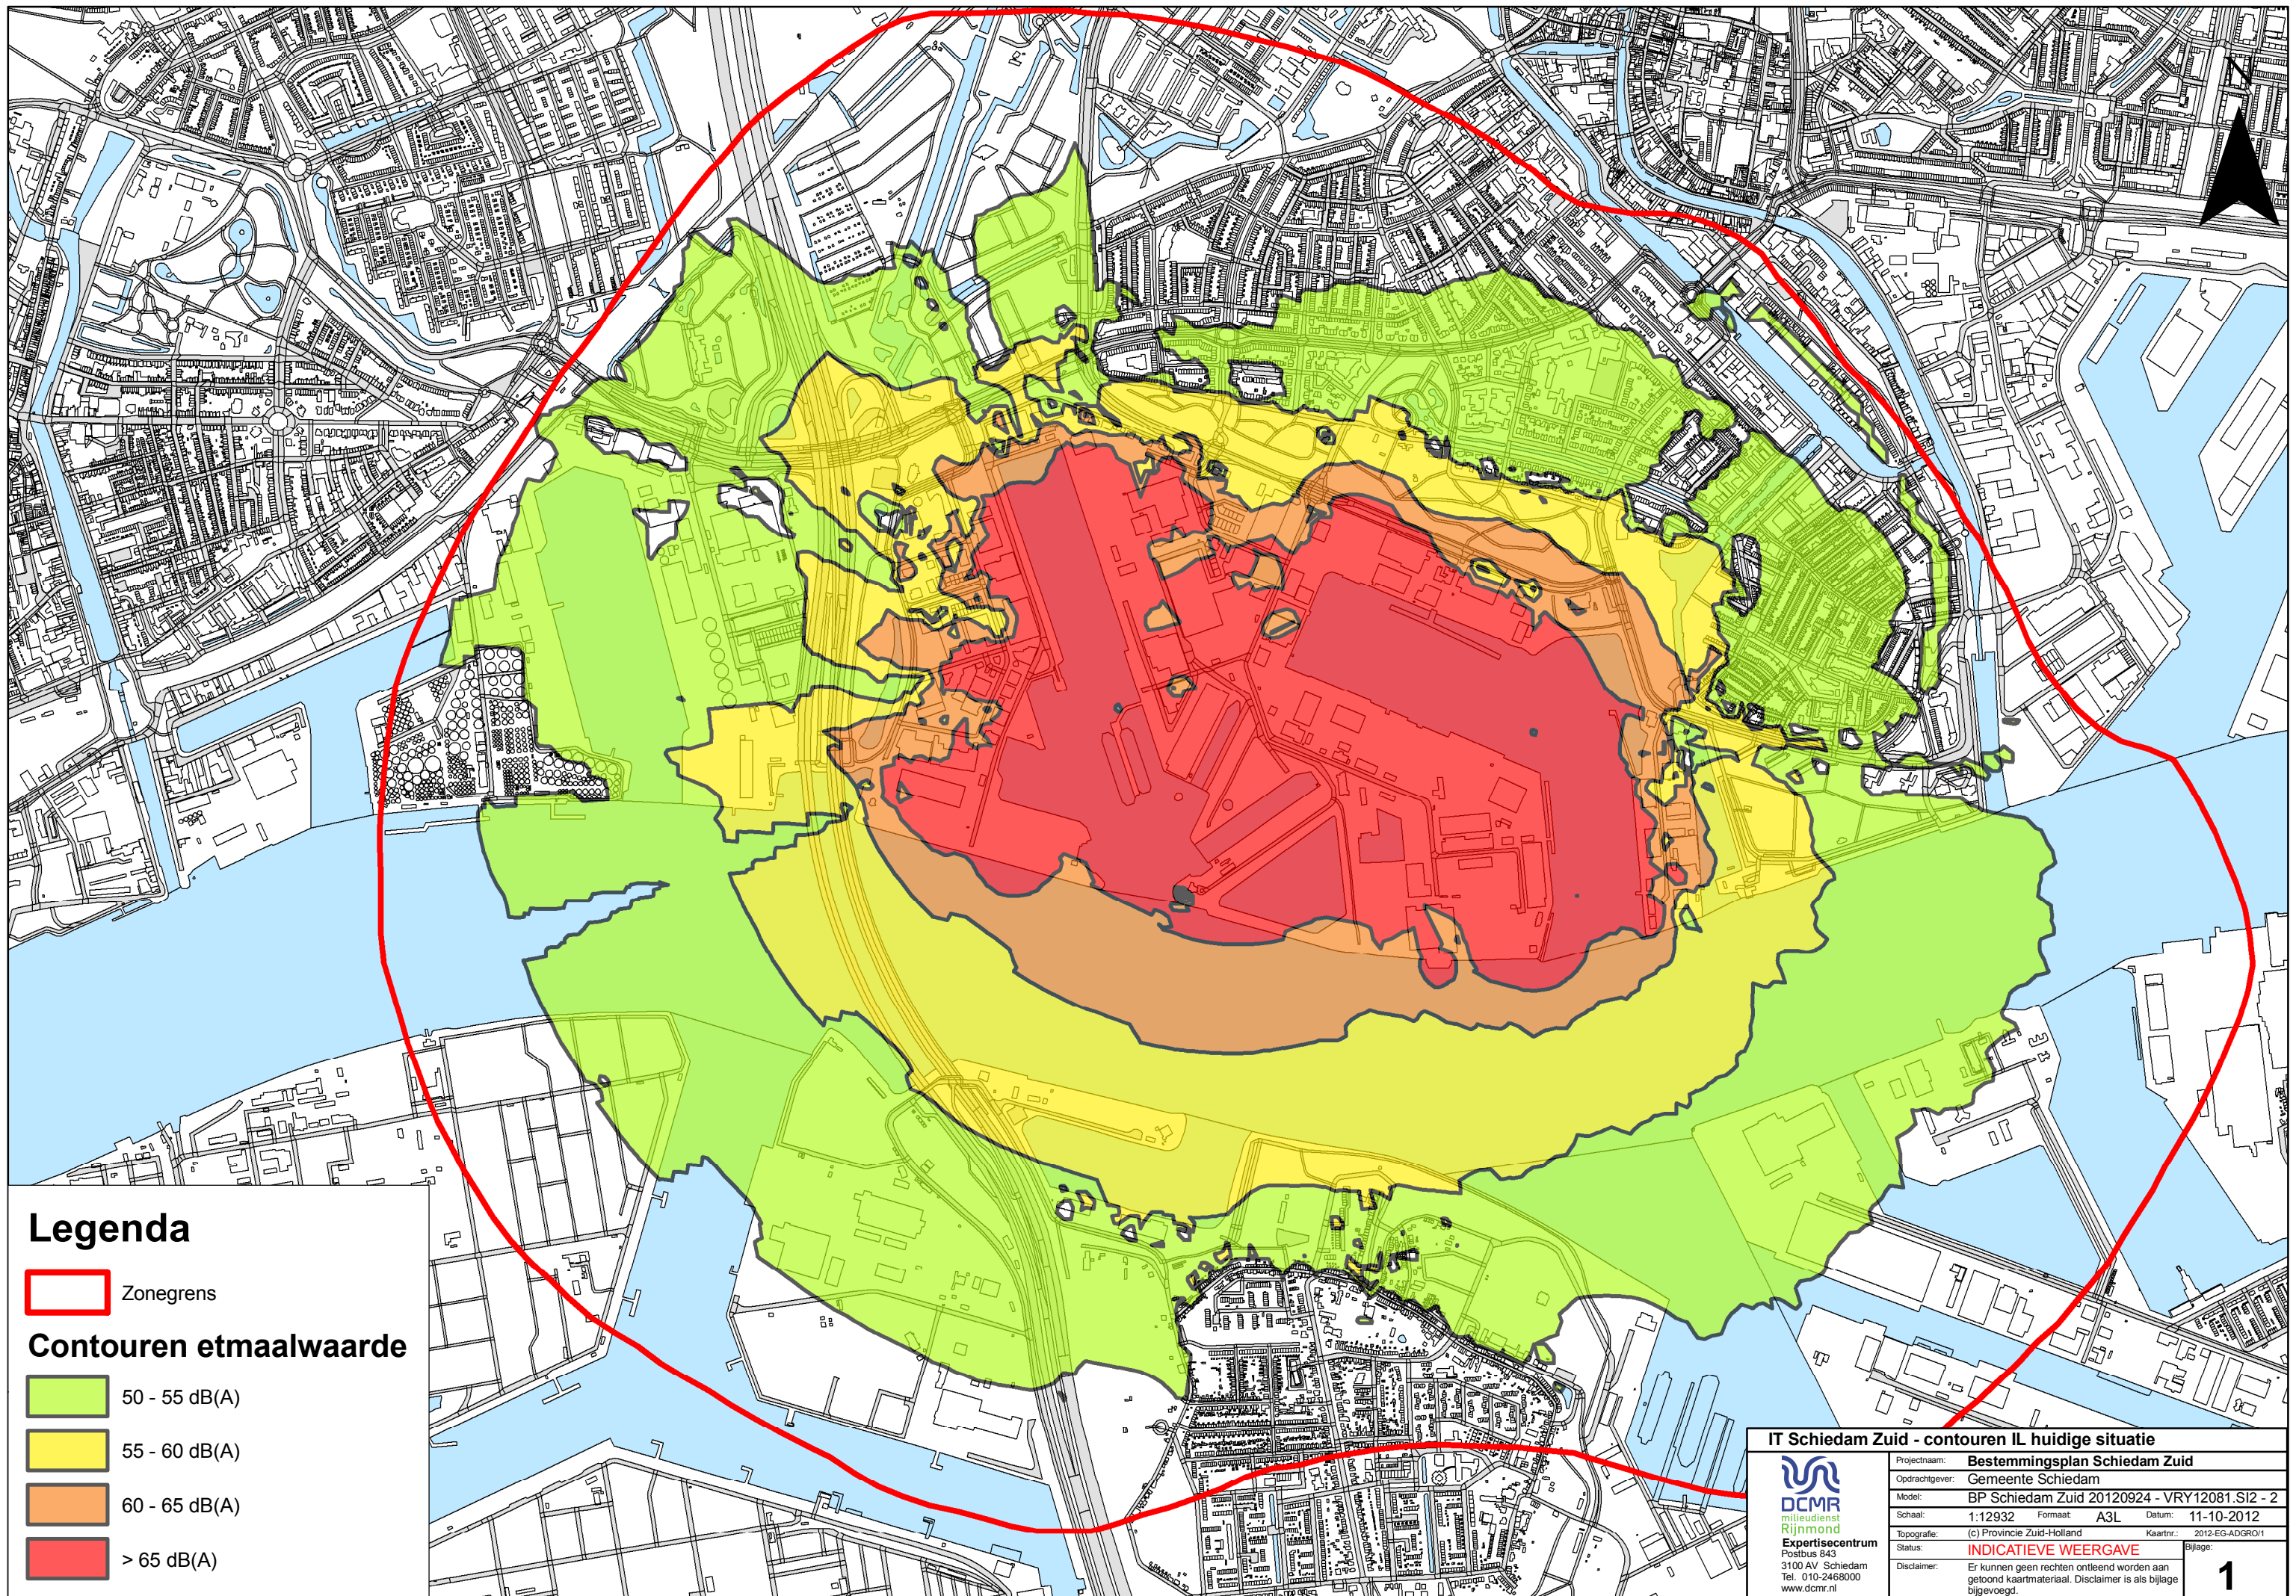 N
Legenda
Zonegrens
Contouren etmaalwaarde
50 - 55 dB(A)
55 - 60 dB(A)
60 - 65 dB(A)
> 65 dB(A)
IT Schiedam Zuid - contouren IL huidige situatie
DCMR
milieudienst
Rijnmond
Expertisecentrum
Postbus 843
3100 AV Schiedam
Tel. 010-2468000
www.dcmr.nl
Projectnaam: Bestemmingsplan Schiedam Zuid
Opdrachtgever: Gemeente Schiedam
Model: BP Schiedam Zuid 20120924 - VRY12081.SI2 - 2
Schaal: 1:12932 Formaat: A3L Datum: 11-10-2012
Topografie: (c) Provincie Zuid-Holland Kaartnr.: 2012-EG-ADGRO/1
Status: INDICATIEVE WEERGAVE
Disclaimer: Er kunnen geen rechten ontleend worden aan
getoond kaartmateriaal. Disclaimer is als bijlage
bijgevoegd.
Bijlage:
1